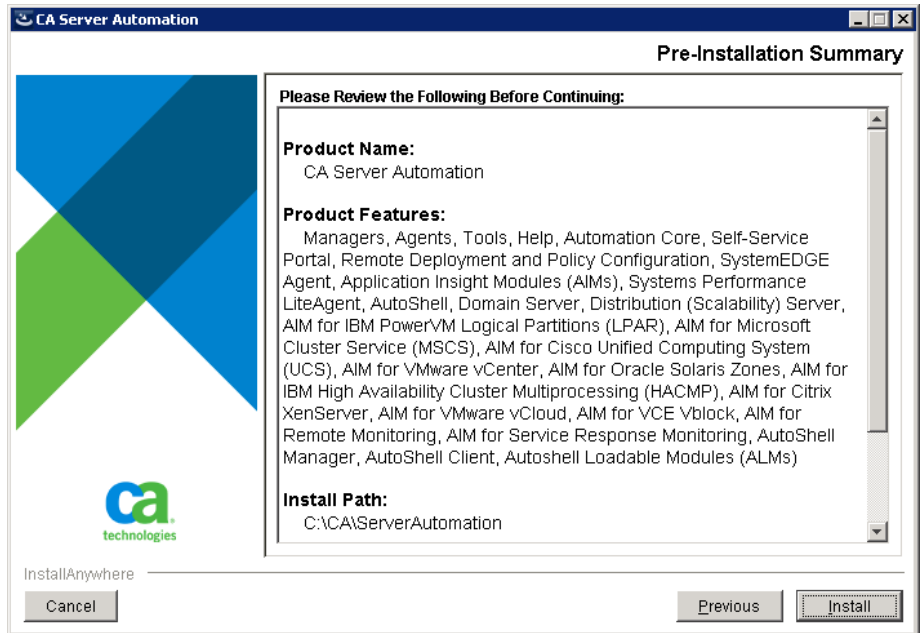 CA Server Automation
Pre-Installation Summary
Please Review the Following Before Continuing:
Product Name:
CA Server Automation
Product Features:
Managers, Agents, Tools, Help, Automation Core, Self-Service
Portal, Remote Deployment and Policy Configuration, SystemEDGE
Agent, Application Insight Modules (AIMs), Systems Performance
LiteAgent, AutoShell, Domain Server, Distribution (Scalability) Server,
AIM for IBM PowerVM Logical Partitions (LPAR), AIM for Microsoft
Cluster Service (MSCS), AIM for Cisco Unified Computing System
(UCS), AIM for VMware vCenter, AIM for Oracle Solaris Zones, AIM for
IBM High Availability Cluster Multiprocessing (HACMP), AIM for Citrix
XenServer, AIM for VMware vCloud, AIM for VCE Vblock, AIM for
Remote Monitoring, AIM for Service Response Monitoring, AutoShell
Manager, AutoShell Client, Autoshell Loadable Modules (ALMs)
Install Path:
C:\CA\ServerAutomation
ca
technologies
InstallAnywhere
Cancel
Previous
Install